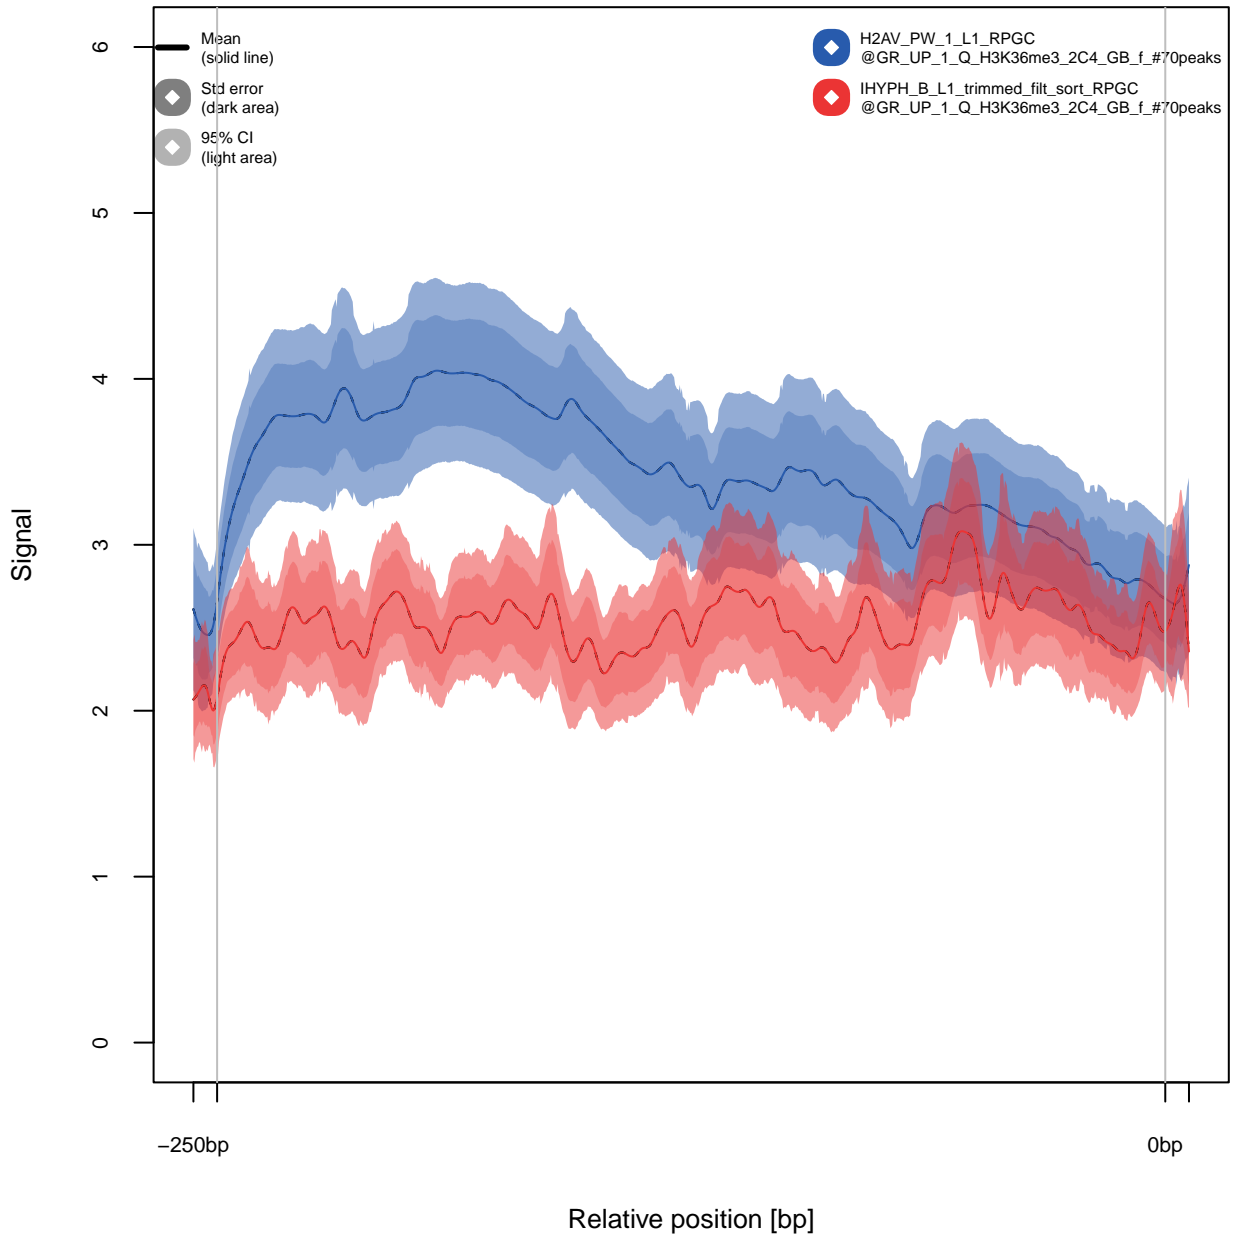 Mean
(solid line)
Std error
(dark area)
95% CI
(light area)
H2AV_PW_1_L1_RPGC
@GR_UP_1_Q_H3K36me3_2C4_GB_f_#70peaks
IHYPH_B_L1_trimmed_filt_sort_RPGC
@GR_UP_1_Q_H3K36me3_2C4_GB_f_#70peaks
6
5
4
3
2
1
0
Signal
−250bp
0bp
Relative position [bp]